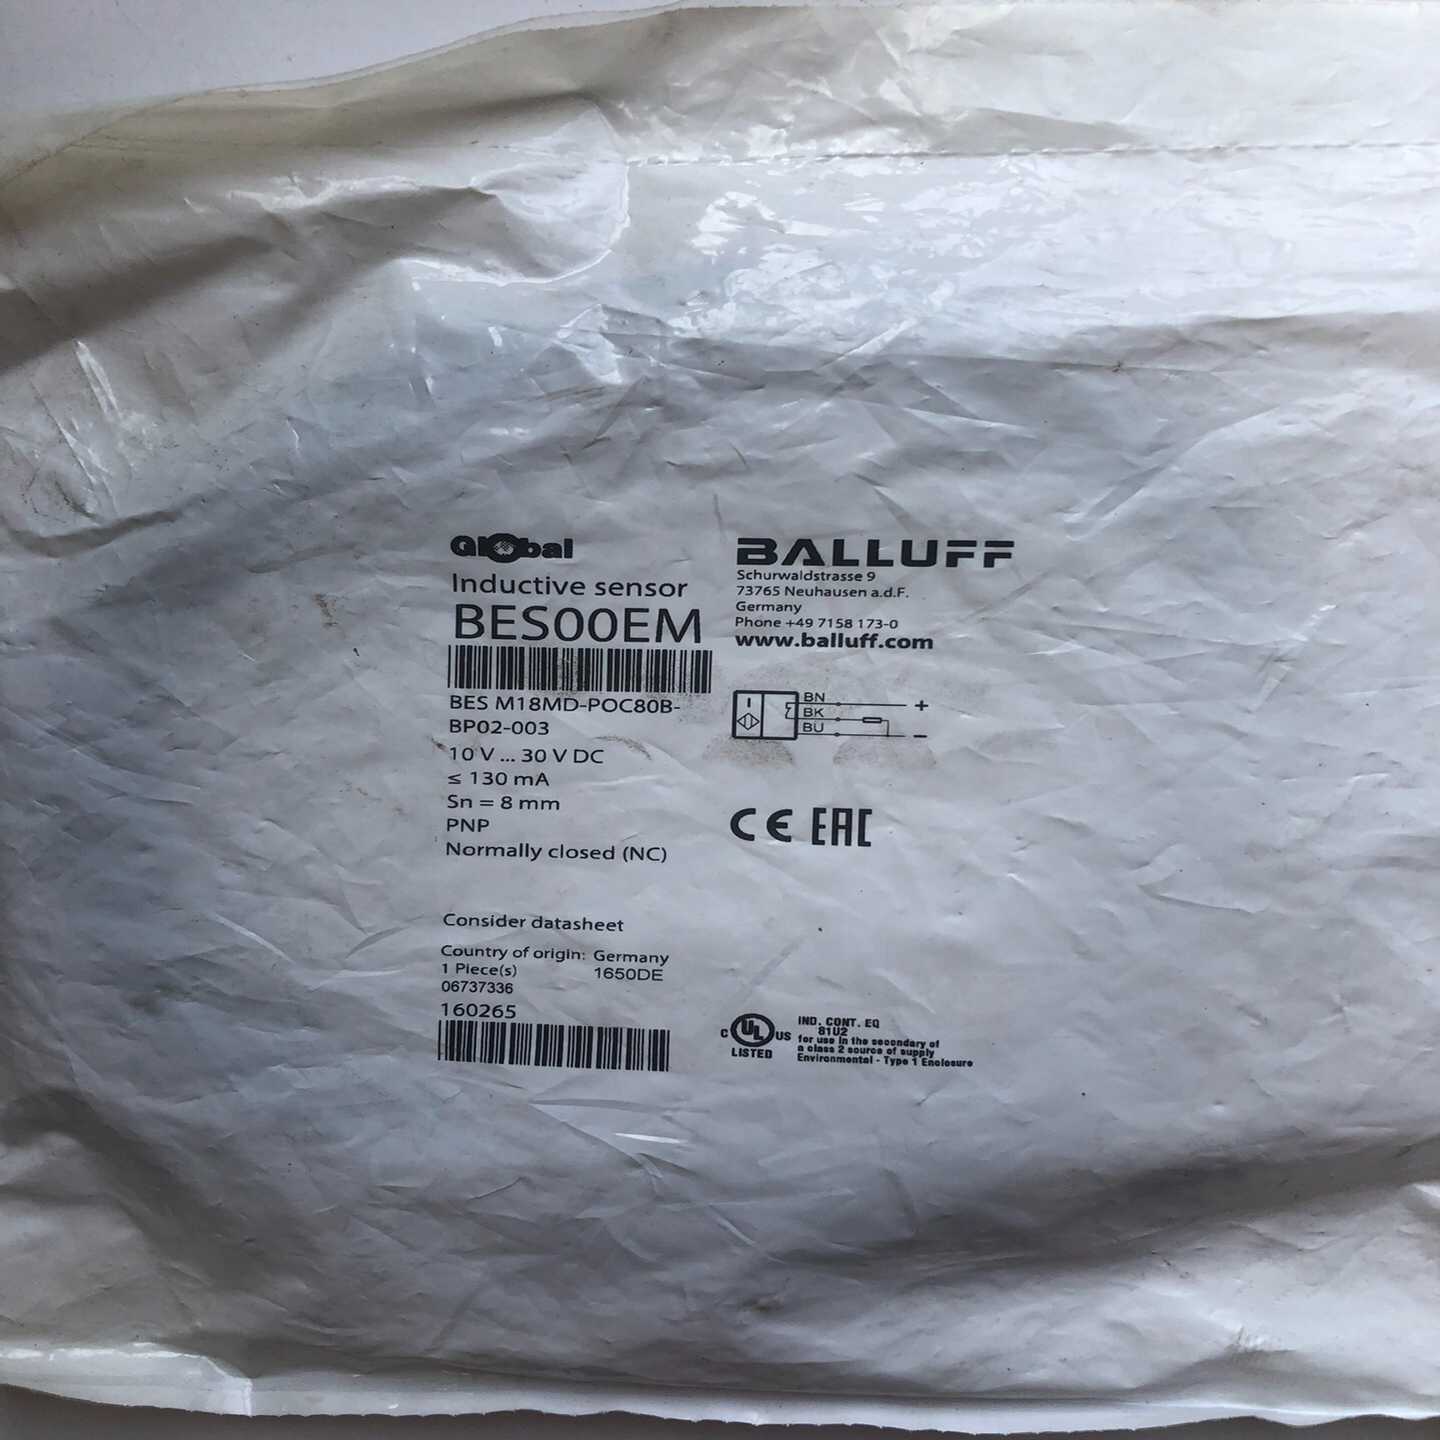 Global
Inductive sensor
BES00EM
BES M18MD-POC80B-
BP02-003
10 V ... 30 V DC
≤ 130 mA
Sn = 8 mm
PNP
Normally closed (NC)
Consider datasheet
Country of origin: Germany
1 Piece(s) 1650DE
06737336
160265
BALLUFF
Schurwaldstrasse 9
73765 Neuhausen a.d.F.
Germany
Phone +49 7158 173-0
www.balluff.com
BN +
BK
BU -
CE EAC
C UL US
LISTED
IND. CONT. EQ
81U2
for use in the secondary of
a class 2 source of supply
Environmental - Type 1 Enclosure